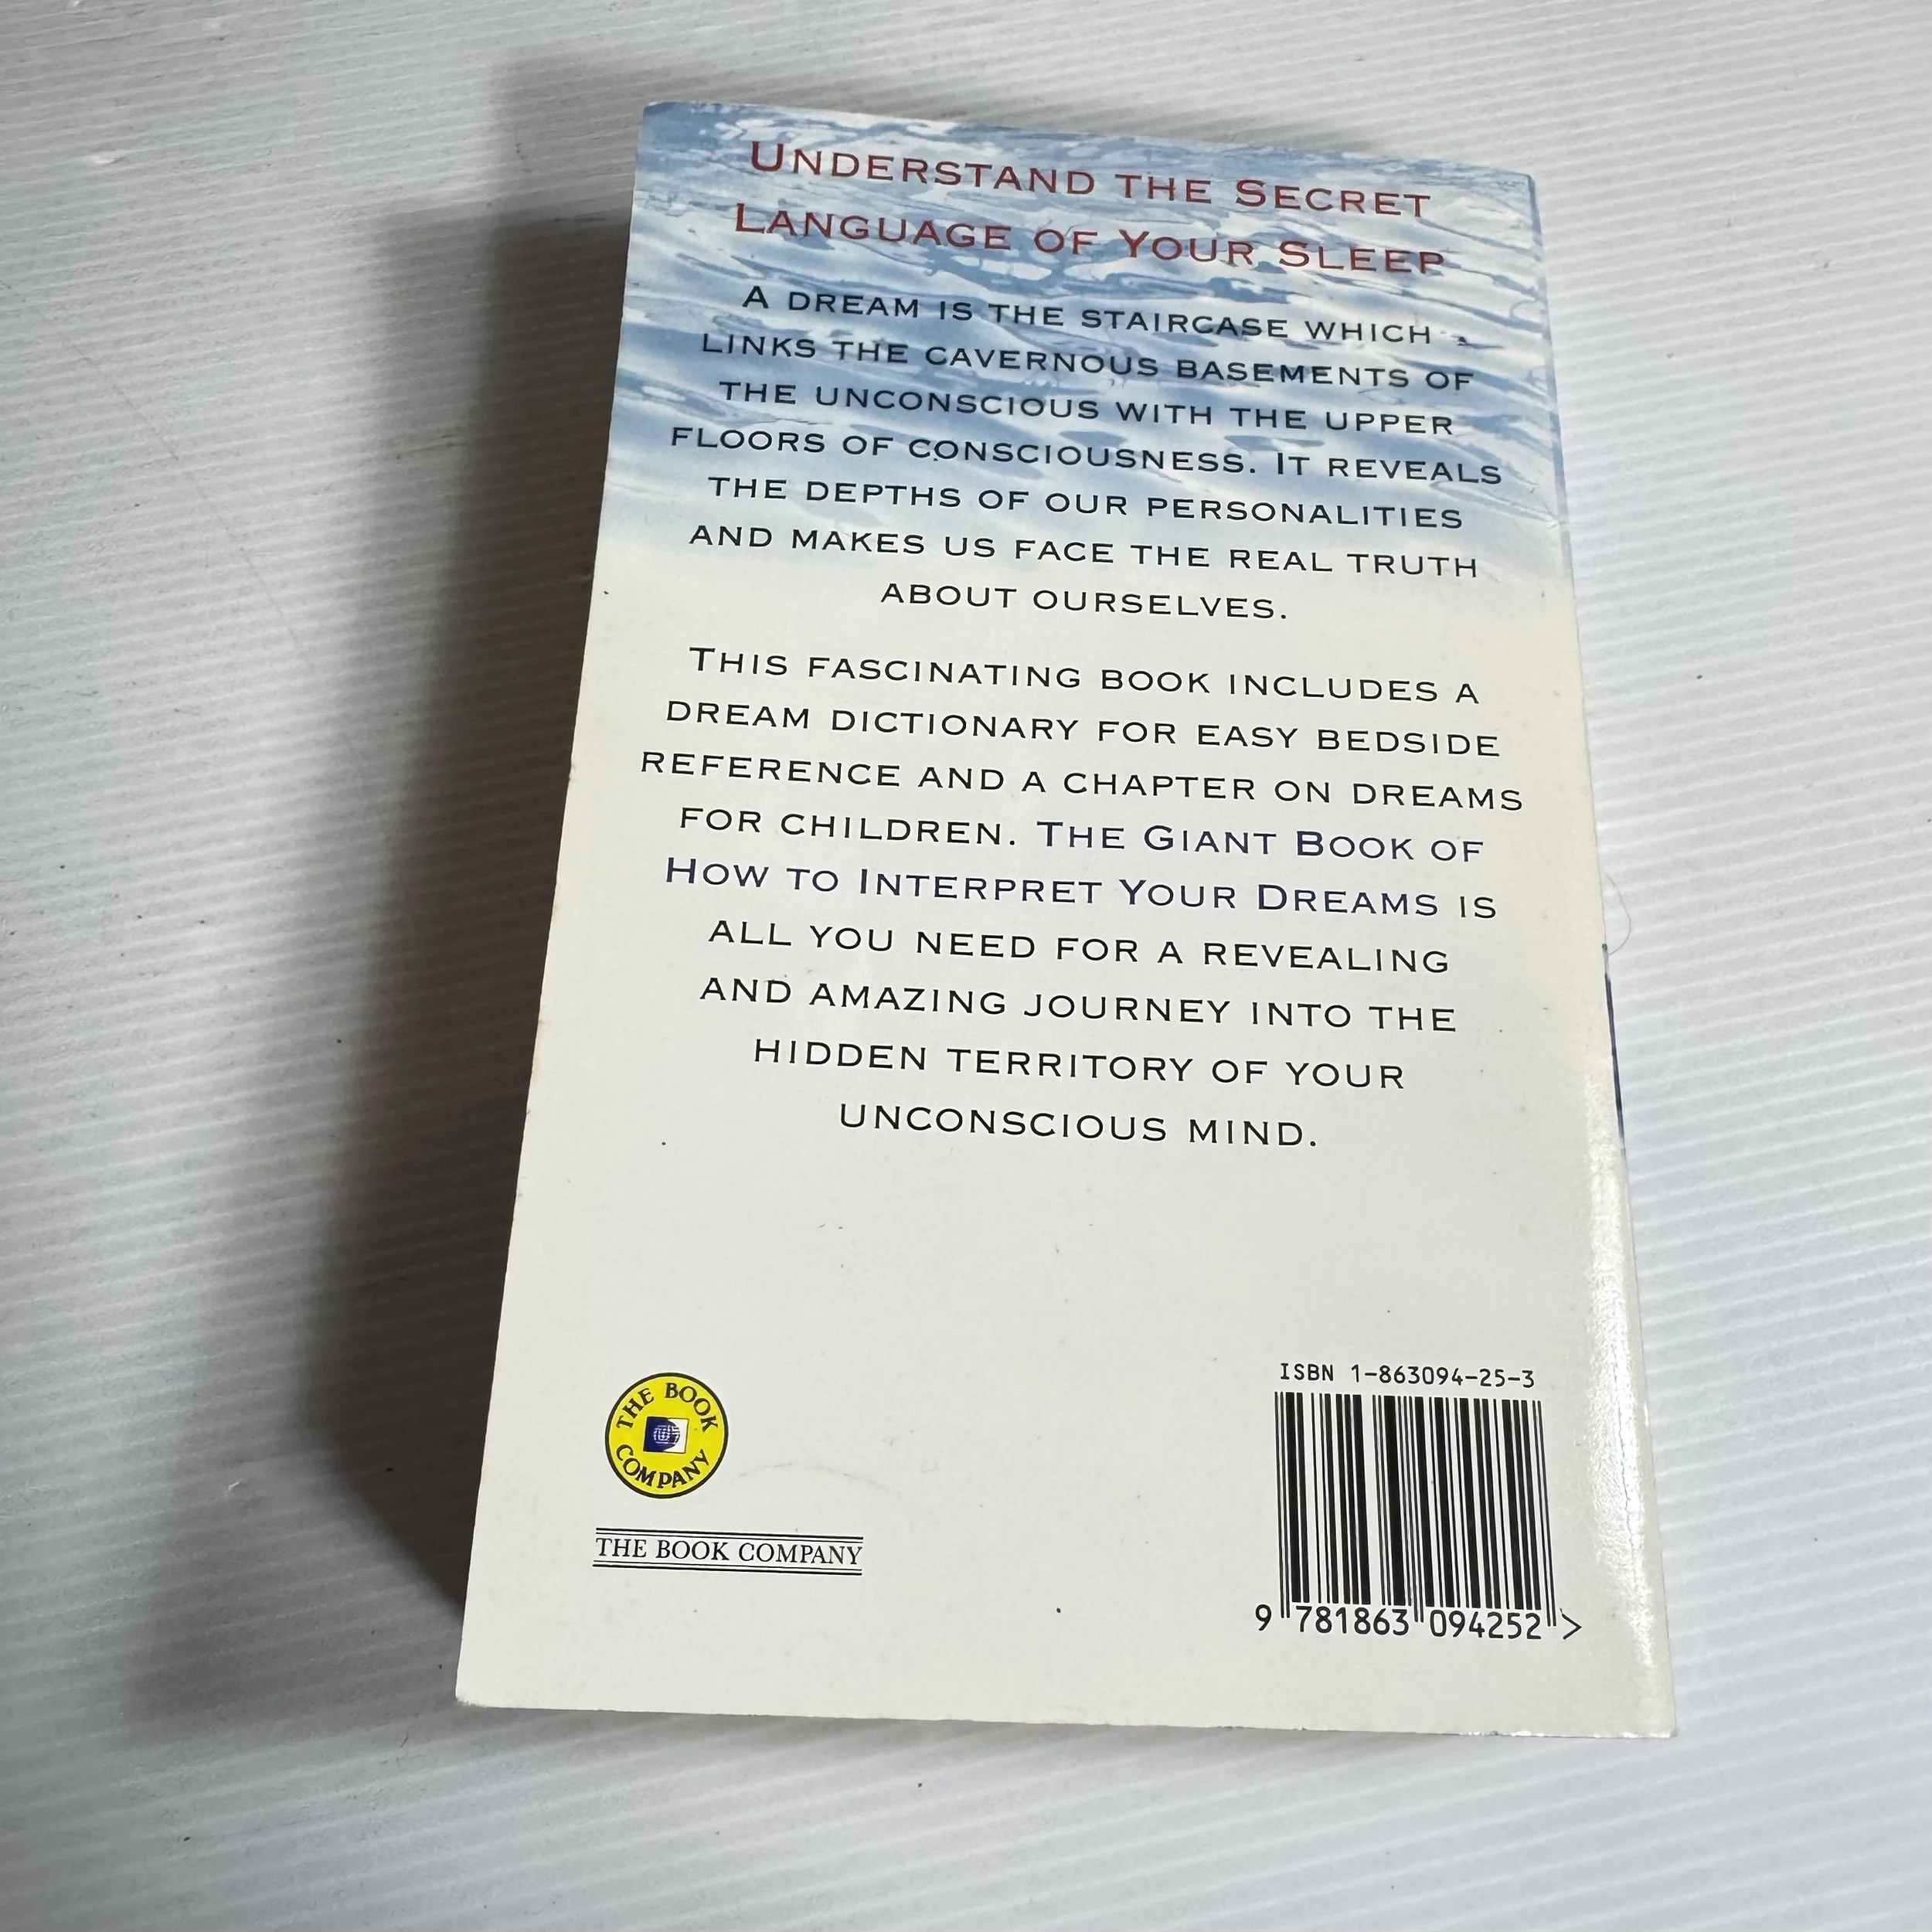 UNDERSTAND THE SECRET
LANGUAGE OF YOUR SLEEP
A DREAM IS THE STAIRCASE WHICH
LINKS THE CAVERNOUS BASEMENTS OF
THE UNCONSCIOUS WITH THE UPPER
FLOORS OF CONSCIOUSNESS. IT REVEALS
THE DEPTHS OF OUR PERSONALITIES
AND MAKES US FACE THE REAL TRUTH
ABOUT OURSELVES.
THIS FASCINATING BOOK INCLUDES A
DREAM DICTIONARY FOR EASY BEDSIDE
REFERENCE AND A CHAPTER ON DREAMS
FOR CHILDREN. THE GIANT BOOK OF
HOW TO INTERPRET YOUR DREAMS IS
ALL YOU NEED FOR A REVEALING
AND AMAZING JOURNEY INTO THE
HIDDEN TERRITORY OF YOUR
UNCONSCIOUS MIND.
THE BOOK
COMPANY
THE BOOK COMPANY
ISBN 1-863094-25-3
9 781863 094252 >